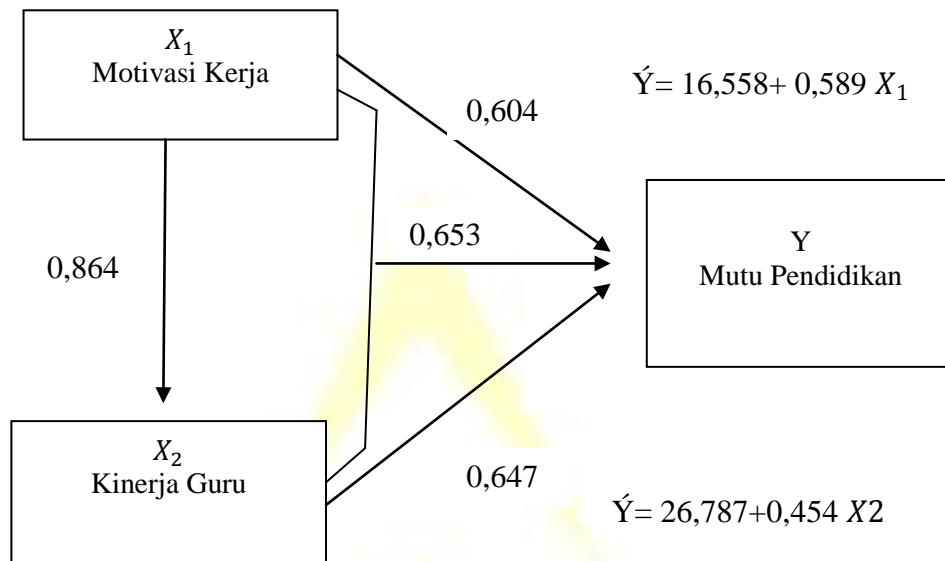 X₁
Motivasi Kerja
Ý= 16,558+ 0,589 X₁
0,604
Y
Mutu Pendidikan
0,653
0,864
X₂
Kinerja Guru
0,647
Ý= 26,787+0,454 X2